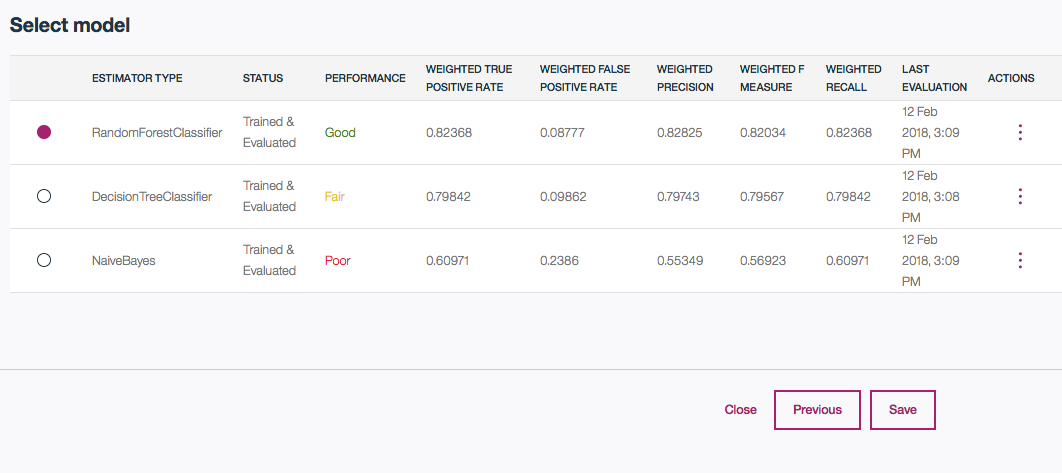 Select model
ESTIMATOR TYPE STATUS PERFORMANCE WEIGHTED TRUE POSITIVE RATE WEIGHTED FALSE POSITIVE RATE WEIGHTED PRECISION WEIGHTED F MEASURE WEIGHTED RECALL LAST EVALUATION ACTIONS
RandomForestClassifier Trained & Evaluated Good 0.82368 0.08777 0.82825 0.82034 0.82368 12 Feb 2018, 3:09 PM
DecisionTreeClassifier Trained & Evaluated Fair 0.79842 0.09862 0.79743 0.79567 0.79842 12 Feb 2018, 3:08 PM
NaiveBayes Trained & Evaluated Poor 0.60971 0.2386 0.55349 0.56923 0.60971 12 Feb 2018, 3:09 PM
Close Previous Save